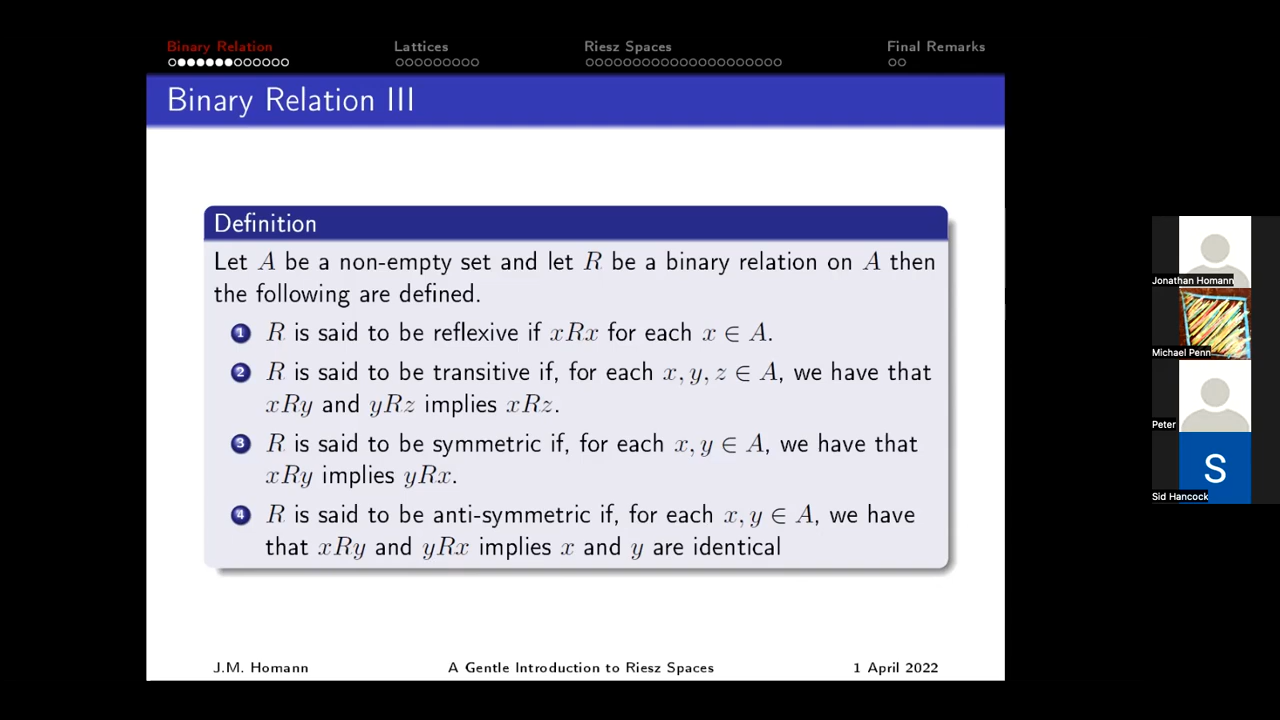 Binary Relation Lattices Riesz Spaces Final Remarks
Binary Relation III
Definition
Let A be a non-empty set and let R be a binary relation on A then
the following are defined.
1 R is said to be reflexive if xRx for each x ∈ A.
2 R is said to be transitive if, for each x, y, z ∈ A, we have that
xRy and yRz implies xRz.
3 R is said to be symmetric if, for each x, y ∈ A, we have that
xRy implies yRx.
4 R is said to be anti-symmetric if, for each x, y ∈ A, we have
that xRy and yRx implies x and y are identical
J.M. Homann A Gentle Introduction to Riesz Spaces 1 April 2022
Jonathan Homann
Michael Penn
Peter
S
Sid Hancock